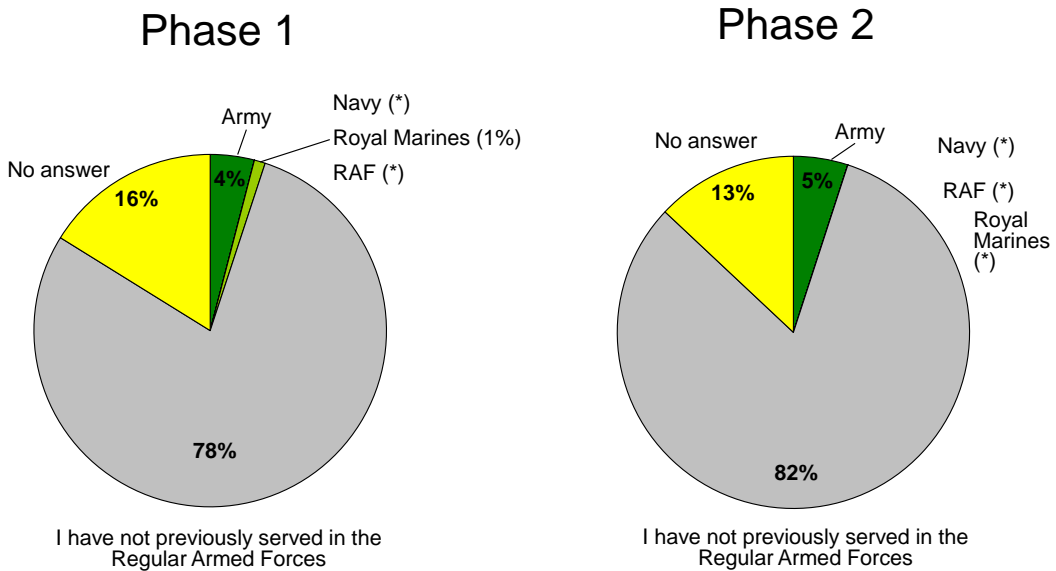 Phase 1
Navy (*)
Army
Royal Marines (1%)
No answer
RAF (*)
4%
16%
78%
I have not previously served in the
Regular Armed Forces
Phase 2
Army
No answer
Navy (*)
RAF (*)
Royal
Marines
(*)
5%
13%
82%
I have not previously served in the
Regular Armed Forces